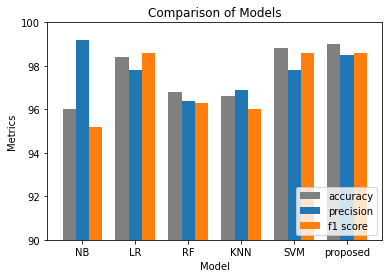 Comparison of Models
100
98
96
94
92
90
Metrics
accuracy
precision
f1 score
NB LR RF KNN SVM proposed
Model